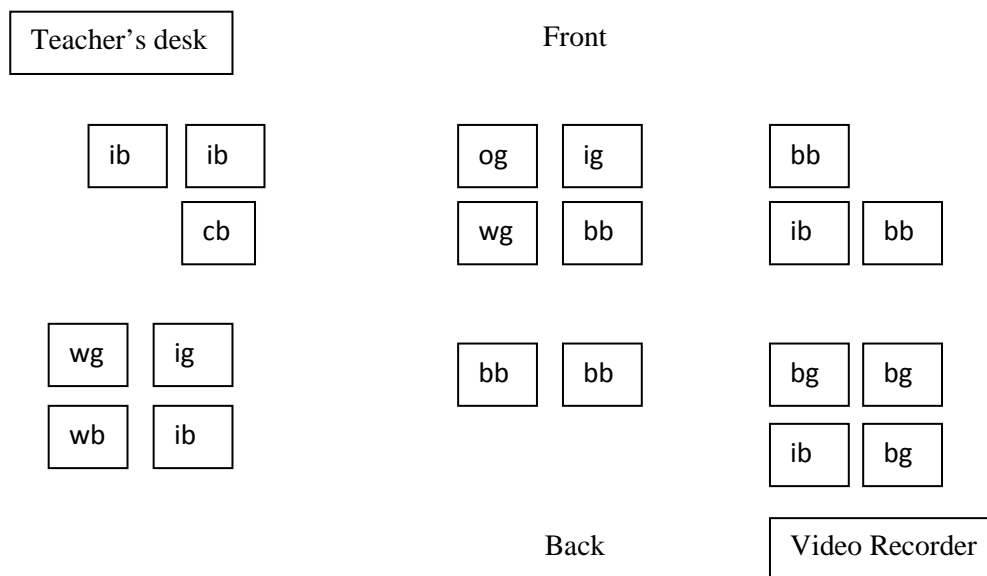 Teacher’s desk Front
ib ib og ig bb
cb wg bb ib bb
wg ig bb bb bg bg
wb ib ib bg
Back Video Recorder